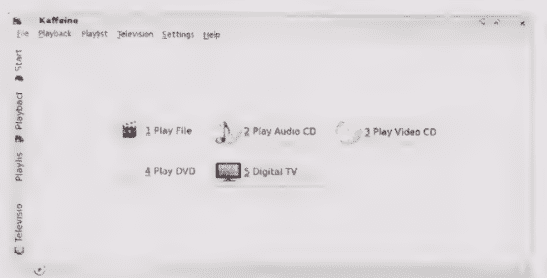 Kaffeine
File Playback Playlist Television Settings Help
Start
Playback
Playlis
Televisio
1 Play File 2 Play Audio CD 3 Play Video CD
4 Play DVD 5 Digital TV